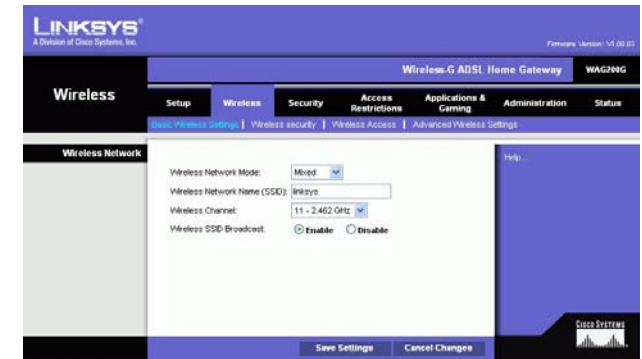 LINKSYS®
A Division of Cisco Systems, Inc.
Firmware Version: V1.00.03
Wireless-G ADSL Home Gateway WAG200G
Wireless
Setup Wireless Security Access Restrictions Applications & Gaming Administration Status
Basic Wireless Settings | Wireless security | Wireless Access | Advanced Wireless Settings
Wireless Network
Help...
Wireless Network Mode: Mixed
Wireless Network Name (SSID): linksys
Wireless Channel: 11 - 2.462 GHz
Wireless SSID Broadcast: Enable Disable
Save Settings Cancel Changes
CISCO SYSTEMS